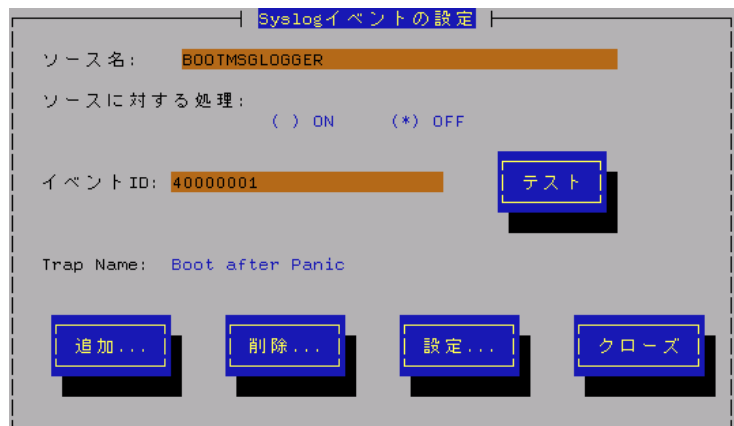 Syslogイベントの設定
ソース名: BOOTMSGLOGGER
ソースに対する処理:
( ) ON (*) OFF
イベントID: 40000001 テスト
Trap Name: Boot after Panic
追加... 削除... 設定... クローズ